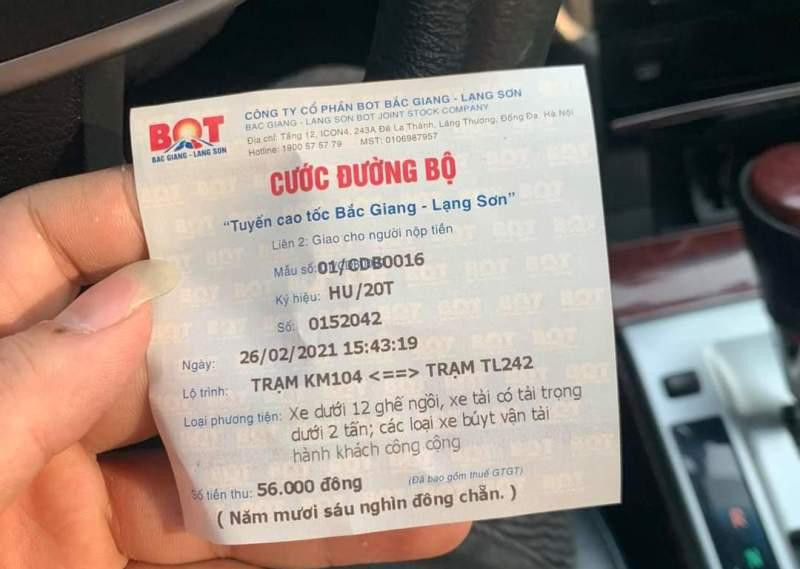 BOT
BAC GIANG - LANG SON
CÔNG TY CỔ PHẦN BOT BẮC GIANG - LẠNG SƠN
BAC GIANG - LANG SON BOT JOINT STOCK COMPANY
Địa chỉ: Tầng 12, ICON4, 243A Đê La Thành, Láng Thượng, Đống Đa. Hà Nội
Hotline: 1900 57 57 79 MST: 0106987957
CƯỚC ĐƯỜNG BỘ
“Tuyến cao tốc Bắc Giang - Lạng Sơn”
Liên 2: Giao cho người nộp tiền
Mẫu số: 01/CDB0016
Ký hiệu: HU/20T
Số: 0152042
Ngày: 26/02/2021 15:43:19
Lộ trình: TRẠM KM104 <==> TRẠM TL242
Loại phương tiện: Xe dưới 12 ghế ngồi, xe tải có tải trọng
dưới 2 tấn; các loại xe búyt vận tải
hành khách công cộng
Số tiền thu: 56.000 đồng (Đã bao gồm thuế GTGT)
( Năm mươi sáu nghìn đông chẵn. )